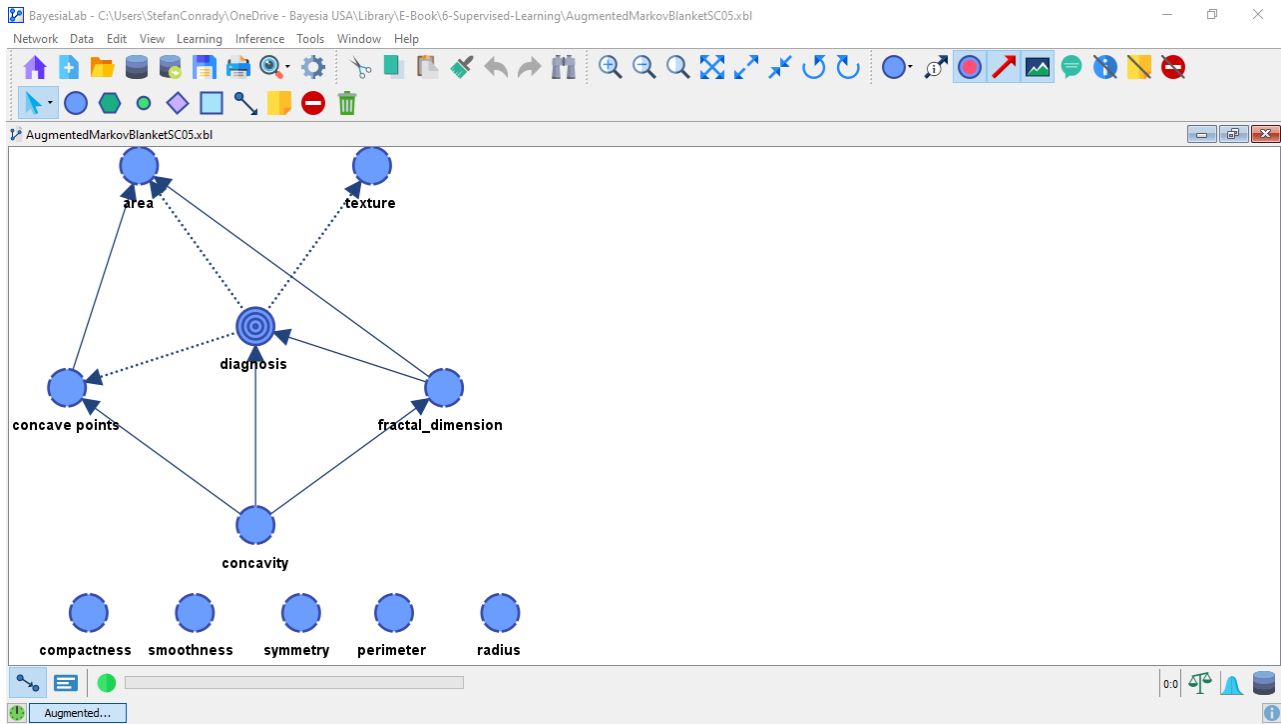 BayesiaLab - C:\Users\StefanConrady\OneDrive - Bayesia USA\Library\E-Book\6-Supervised-Learning\AugmentedMarkovBlanketSC05.xbl
Network Data Edit View Learning Inference Tools Window Help
AugmentedMarkovBlanketSC05.xbl
area
texture
diagnosis
concave points
fractal_dimension
concavity
compactness smoothness symmetry perimeter radius
0:0
Augmented...